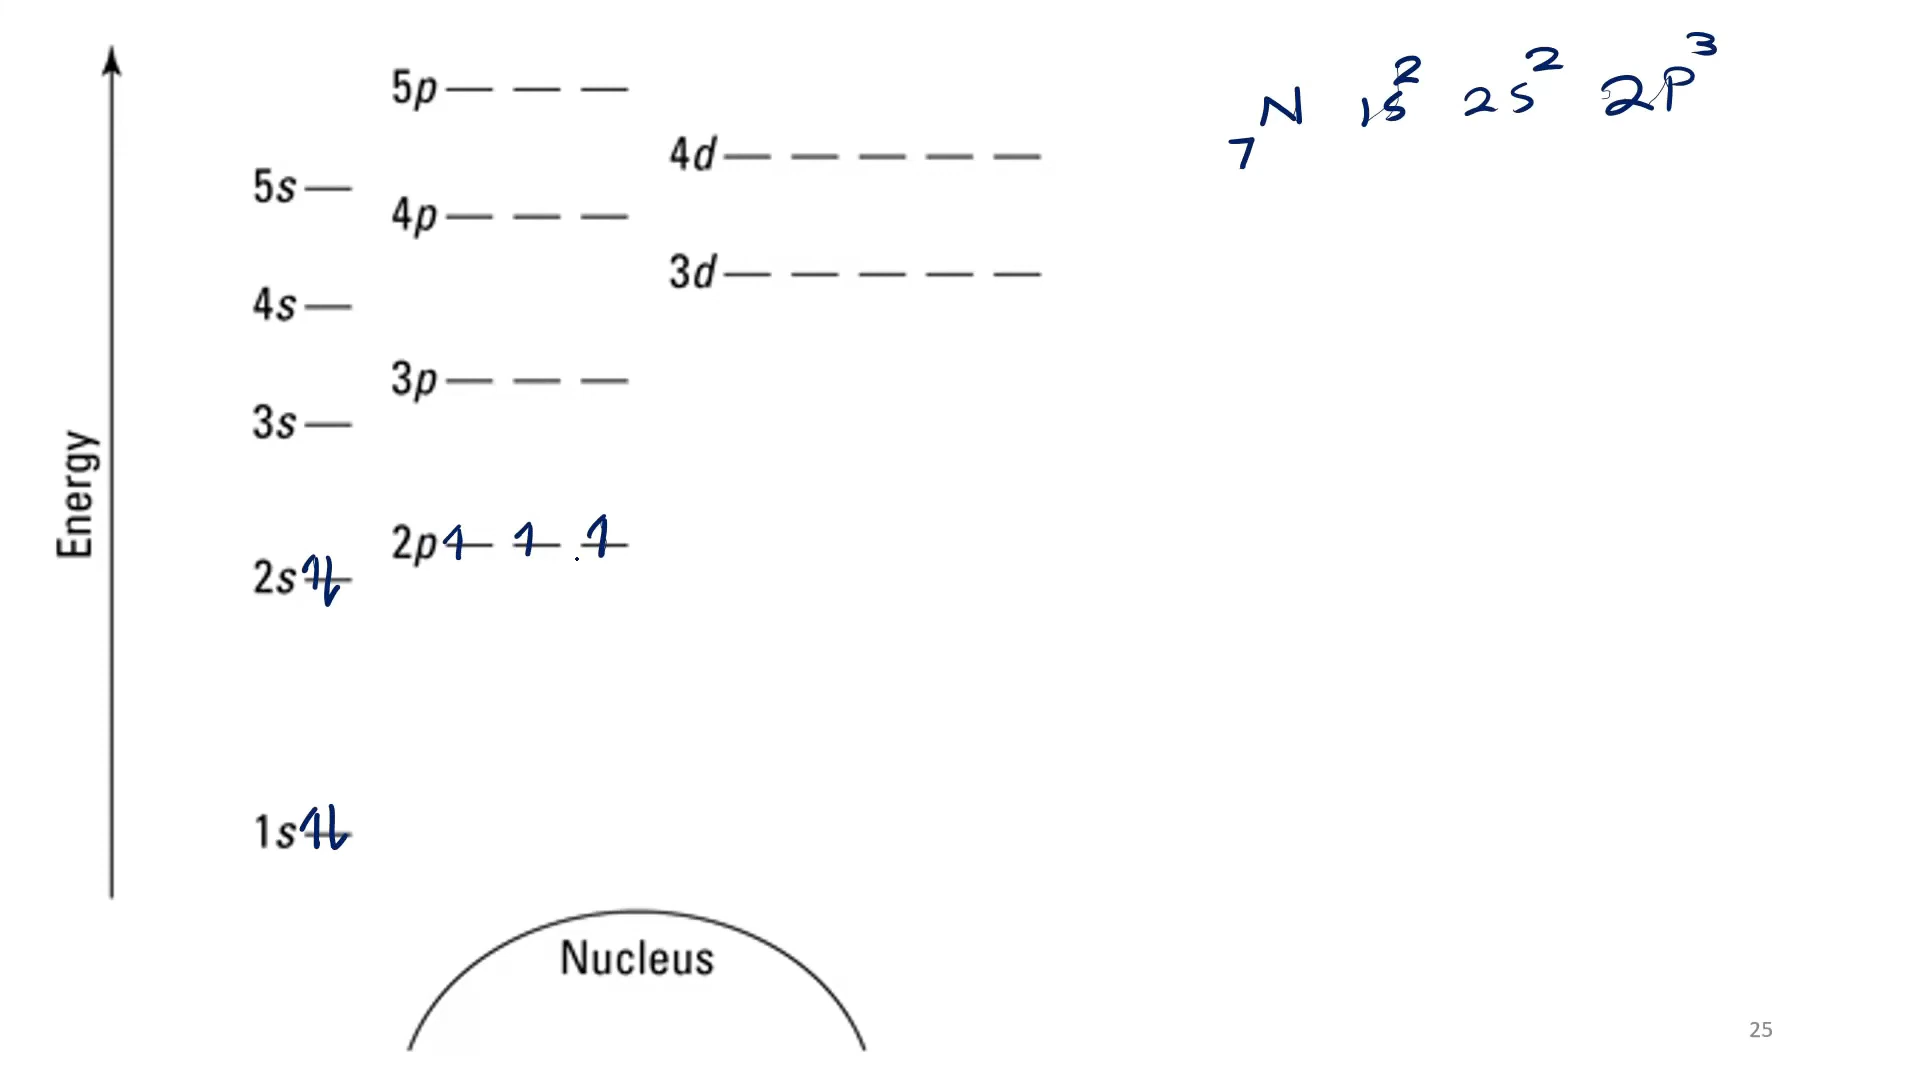 5p
₇N 1s² 2s² 2p³
4d
5s
4p
3d
4s
3p
3s
Energy
2p ↑ ↑ ↑
2s ↑↓
1s ↑↓
Nucleus
25